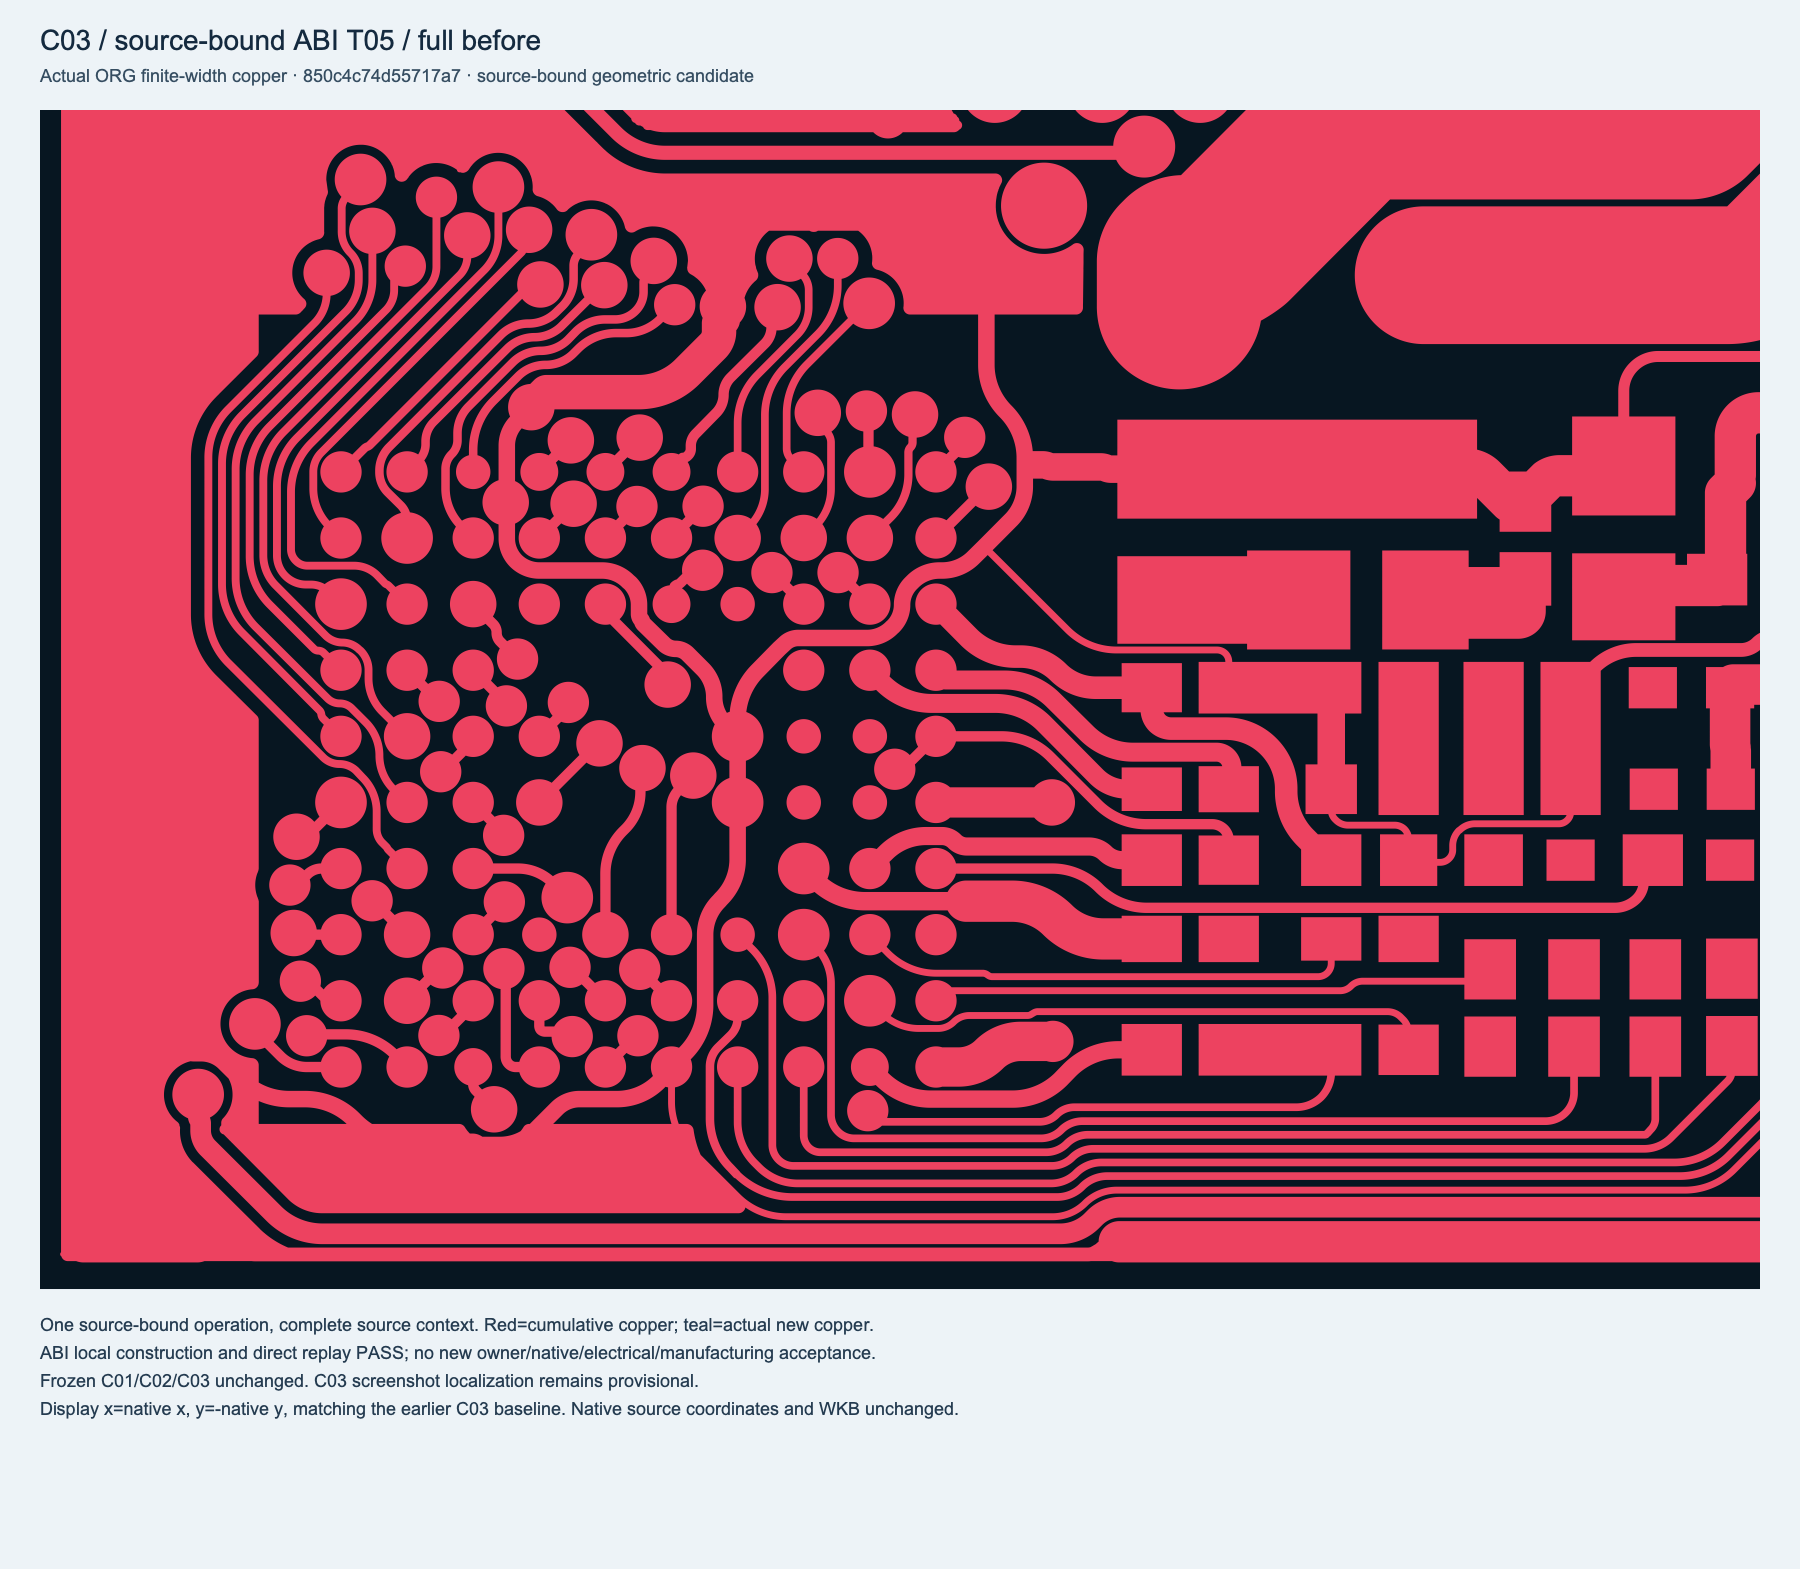 C03 / source-bound ABI T05 / full before
Actual ORG finite-width copper · 850c4c74d55717a7 · source-bound geometric candidate
One source-bound operation, complete source context. Red=cumulative copper; teal=actual new copper.
ABI local construction and direct replay PASS; no new owner/native/electrical/manufacturing acceptance.
Frozen C01/C02/C03 unchanged. C03 screenshot localization remains provisional.
Display x=native x, y=-native y, matching the earlier C03 baseline. Native source coordinates and WKB unchanged.